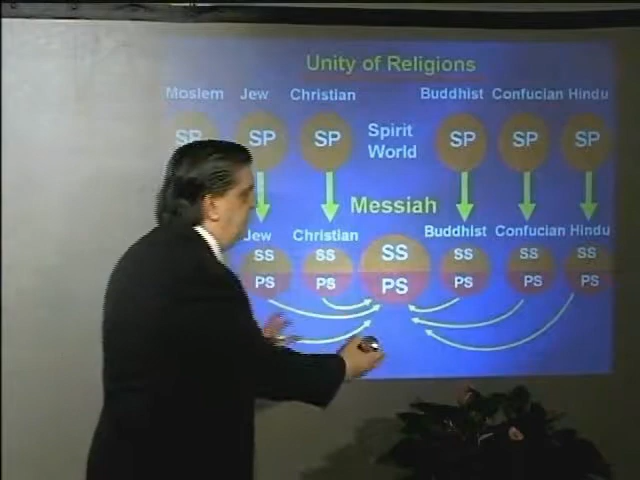 Unity of Religions
Moslem Jew Christian Buddhist Confucian Hindu
SP SP SP Spirit World SP SP SP
Messiah
Jew Christian Buddhist Confucian Hindu
SS SS SS SS SS SS
PS PS PS PS PS PS